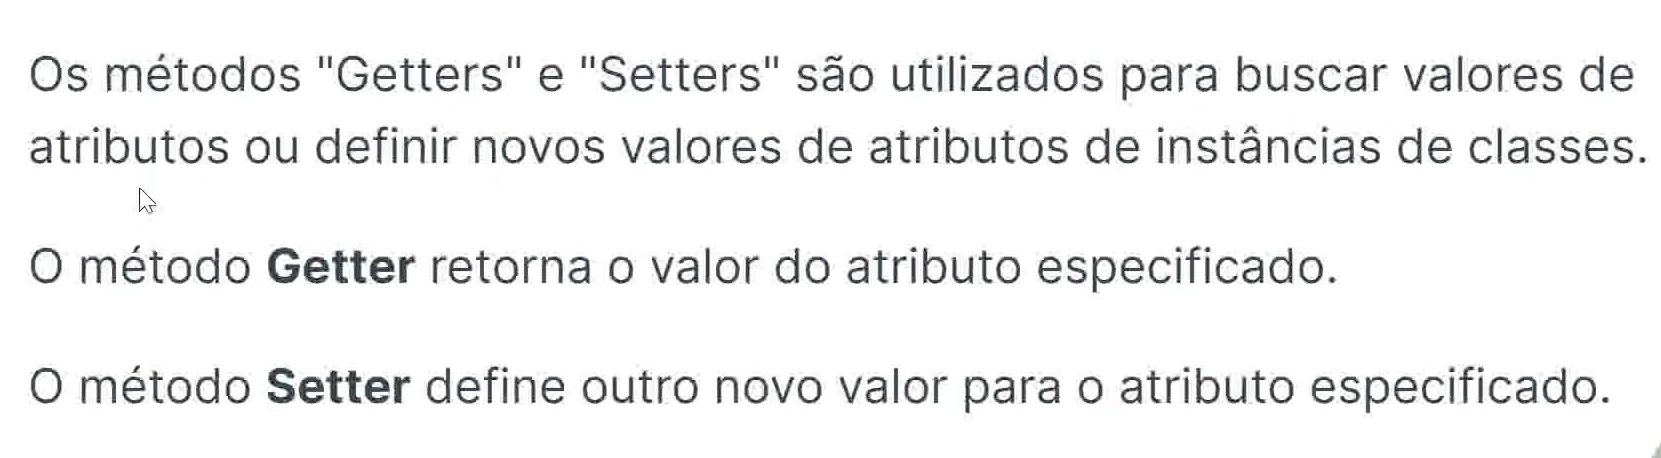 Os métodos "Getters" e "Setters" são utilizados para buscar valores de
atributos ou definir novos valores de atributos de instâncias de classes.
O método Getter retorna o valor do atributo especificado.
O método Setter define outro novo valor para o atributo especificado.